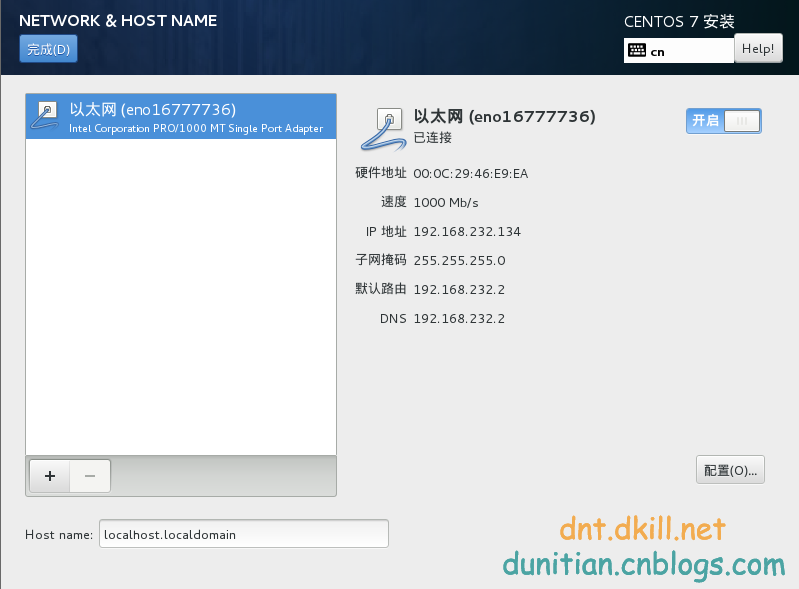 NETWORK & HOST NAME
CENTOS 7 安装
完成(D)
cn
Help!
以太网 (eno16777736)
Intel Corporation PRO/1000 MT Single Port Adapter
以太网 (eno16777736)
已连接
开启
硬件地址 00:0C:29:46:E9:EA
速度 1000 Mb/s
IP 地址 192.168.232.134
子网掩码 255.255.255.0
默认路由 192.168.232.2
DNS 192.168.232.2
+ −
配置(O)...
Host name: localhost.localdomain
dnt.dkill.net
dunitian.cnblogs.com